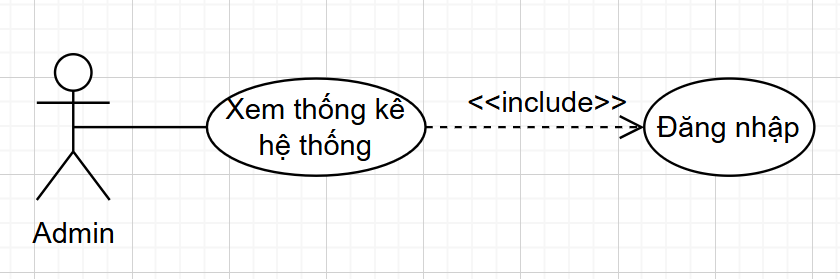 Xem thống kê
hệ thống
<<include>>
Đăng nhập
Admin